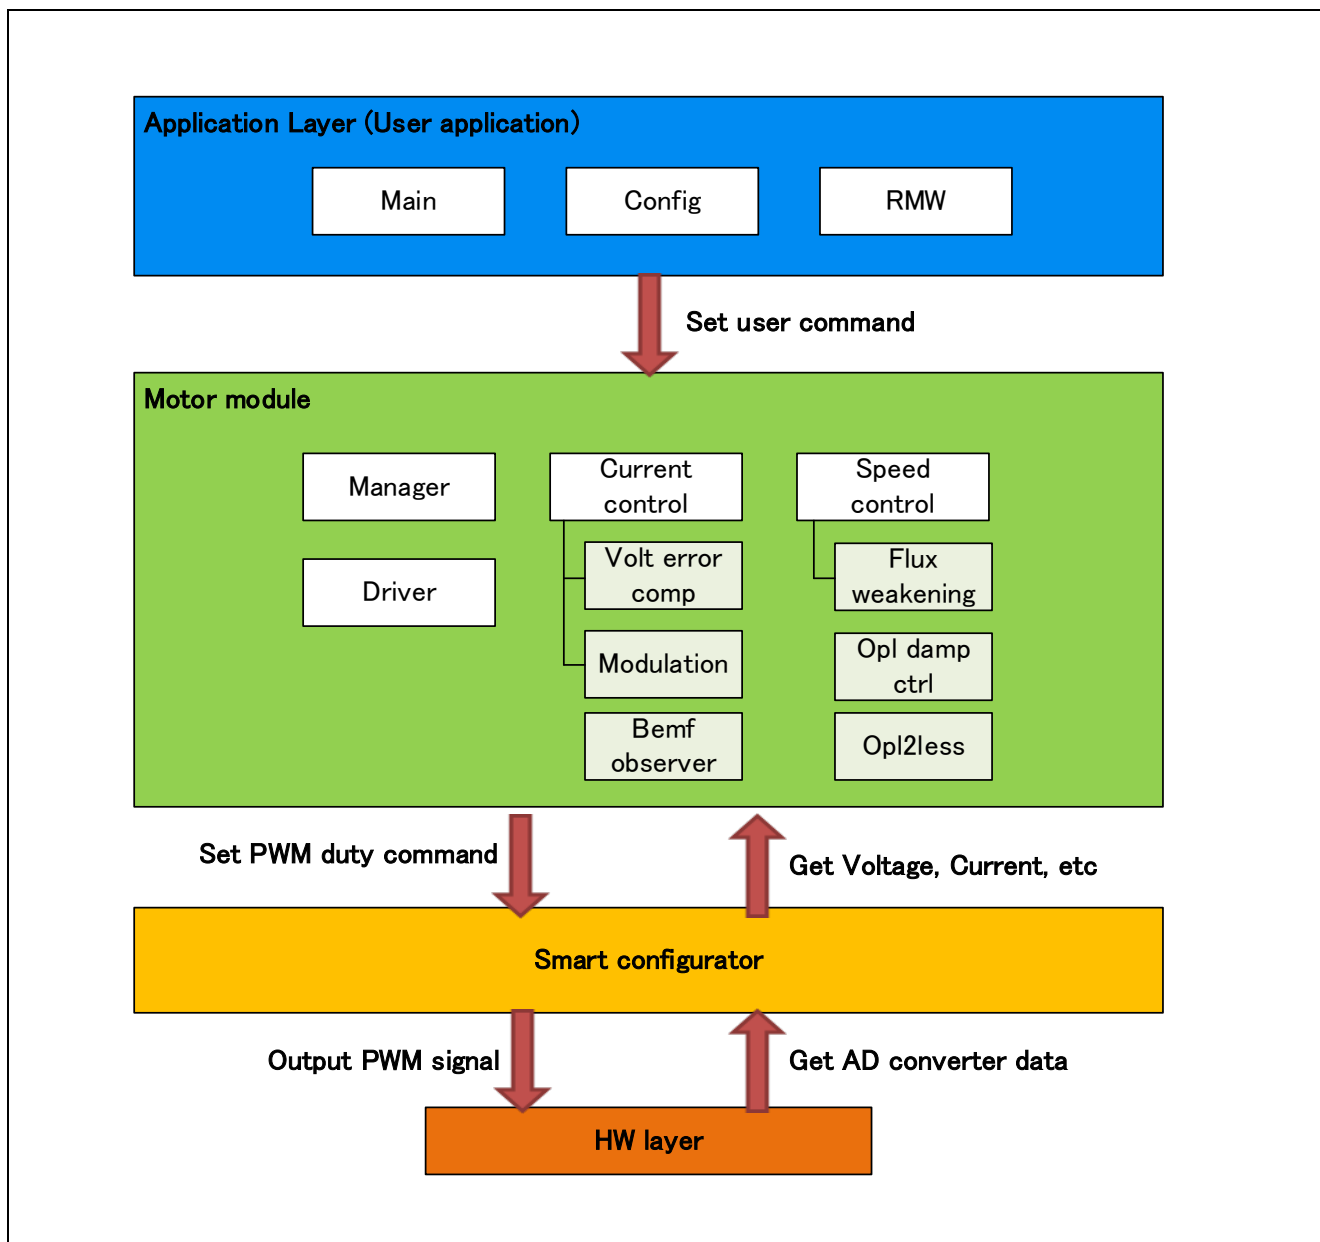 Application Layer (User application)
Main
Config
RMW
Set user command
Motor module
Manager
Current
control
Speed
control
Driver
Volt error
comp
Flux
weakening
Modulation
Opl damp
ctrl
Bemf
observer
Opl2less
Set PWM duty command
Get Voltage, Current, etc
Smart configurator
Output PWM signal
Get AD converter data
HW layer